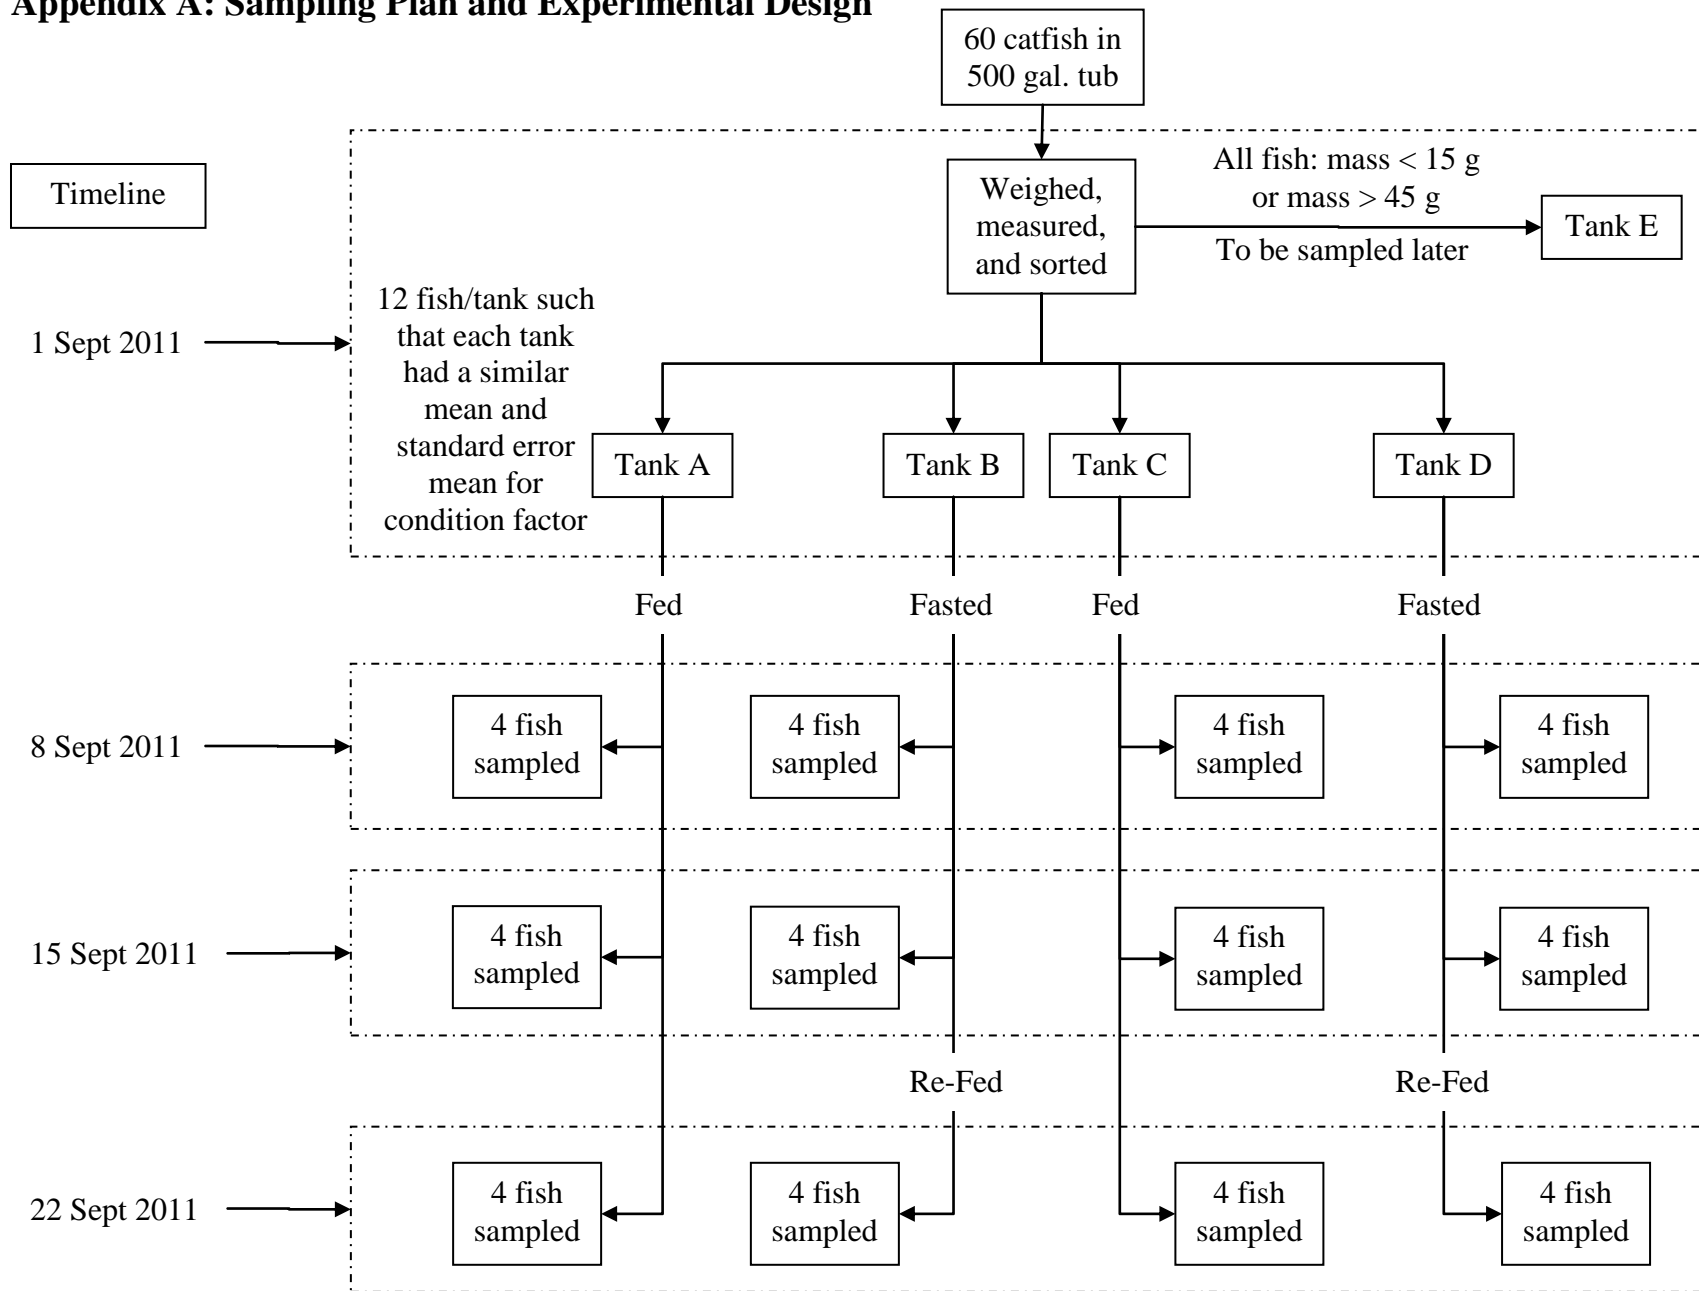 Appendix A: Sampling Plan and Experimental Design
60 catfish in
500 gal. tub
Timeline
Weighed,
measured,
and sorted
All fish: mass < 15 g
or mass > 45 g
To be sampled later
Tank E
1 Sept 2011
12 fish/tank such
that each tank
had a similar
mean and
standard error
mean for
condition factor
Tank A
Tank B
Tank C
Tank D
Fed
Fasted
Fed
Fasted
8 Sept 2011
4 fish
sampled
4 fish
sampled
4 fish
sampled
4 fish
sampled
15 Sept 2011
4 fish
sampled
4 fish
sampled
4 fish
sampled
4 fish
sampled
Re-Fed
Re-Fed
22 Sept 2011
4 fish
sampled
4 fish
sampled
4 fish
sampled
4 fish
sampled